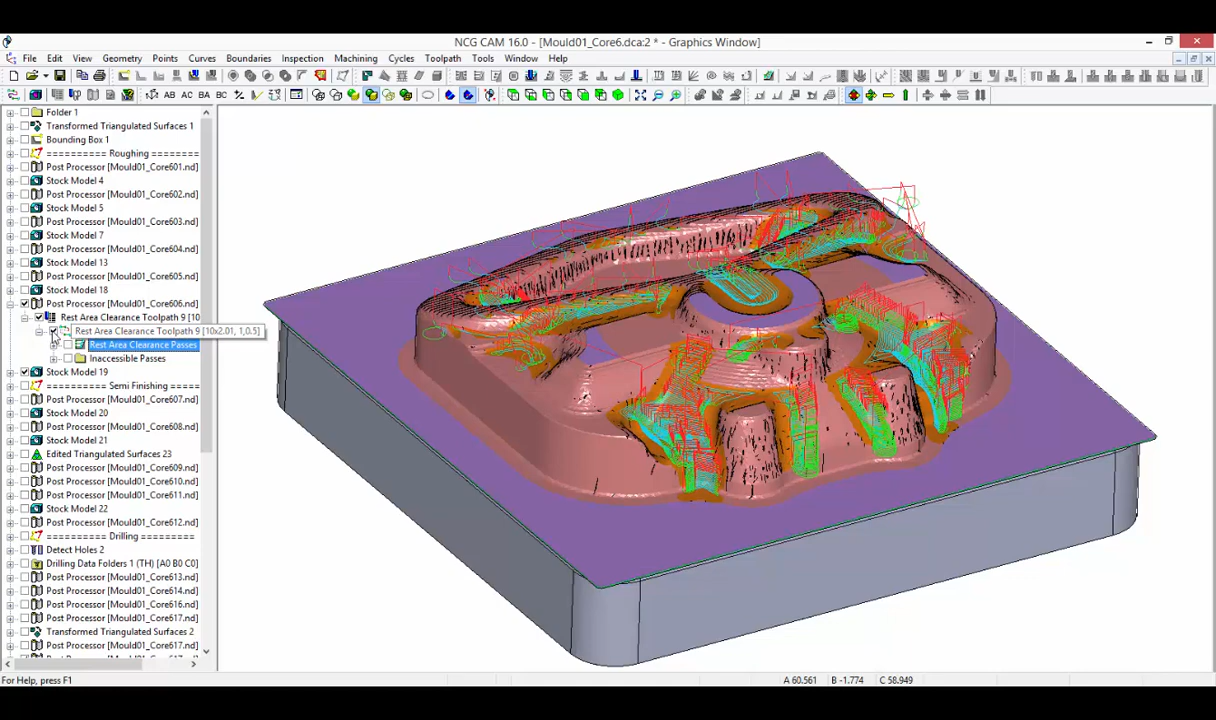 NCG CAM 16.0 - [Mould01_Core6.dca:2 * - Graphics Window]
File Edit View Geometry Points Curves Boundaries Inspection Machining Cycles Toolpath Tools Window Help
AB AC BA BC
Folder 1
Transformed Triangulated Surfaces 1
Bounding Box 1
========== Roughing ========
Post Processor [Mould01_Core601.nd]
Stock Model 4
Post Processor [Mould01_Core602.nd]
Stock Model 5
Post Processor [Mould01_Core603.nd]
Stock Model 7
Post Processor [Mould01_Core604.nd]
Stock Model 13
Post Processor [Mould01_Core605.nd]
Stock Model 18
Post Processor [Mould01_Core606.nd]
Rest Area Clearance Toolpath 9 [10
Rest Area Clearance Toolpath 9 [10x2.01, 1,0.5]
Rest Area Clearance Passes
Inaccessible Passes
Stock Model 19
========== Semi Finishing =====
Post Processor [Mould01_Core607.nd]
Stock Model 20
Post Processor [Mould01_Core608.nd]
Stock Model 21
Edited Triangulated Surfaces 23
Post Processor [Mould01_Core609.nd]
Post Processor [Mould01_Core610.nd]
Post Processor [Mould01_Core611.nd]
Stock Model 22
Post Processor [Mould01_Core612.nd]
========== Drilling =========
Detect Holes 2
Drilling Data Folders 1 (TH) [A0 B0 C0]
Post Processor [Mould01_Core613.nd]
Post Processor [Mould01_Core614.nd]
Post Processor [Mould01_Core616.nd]
Post Processor [Mould01_Core617.nd]
Transformed Triangulated Surfaces 2
Post Processor [Mould01_Core617.nd]
For Help, press F1
A 60.561 B -1.774 C 58.949